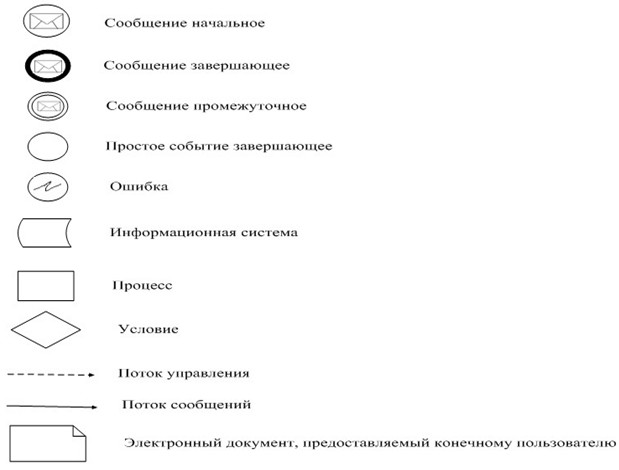 Сообщение начальное
Сообщение завершающее
Сообщение промежуточное
Простое событие завершающее
Ошибка
Информационная система
Процесс
Условие
Поток управления
Поток сообщений
Электронный документ, предоставляемый конечному пользователю